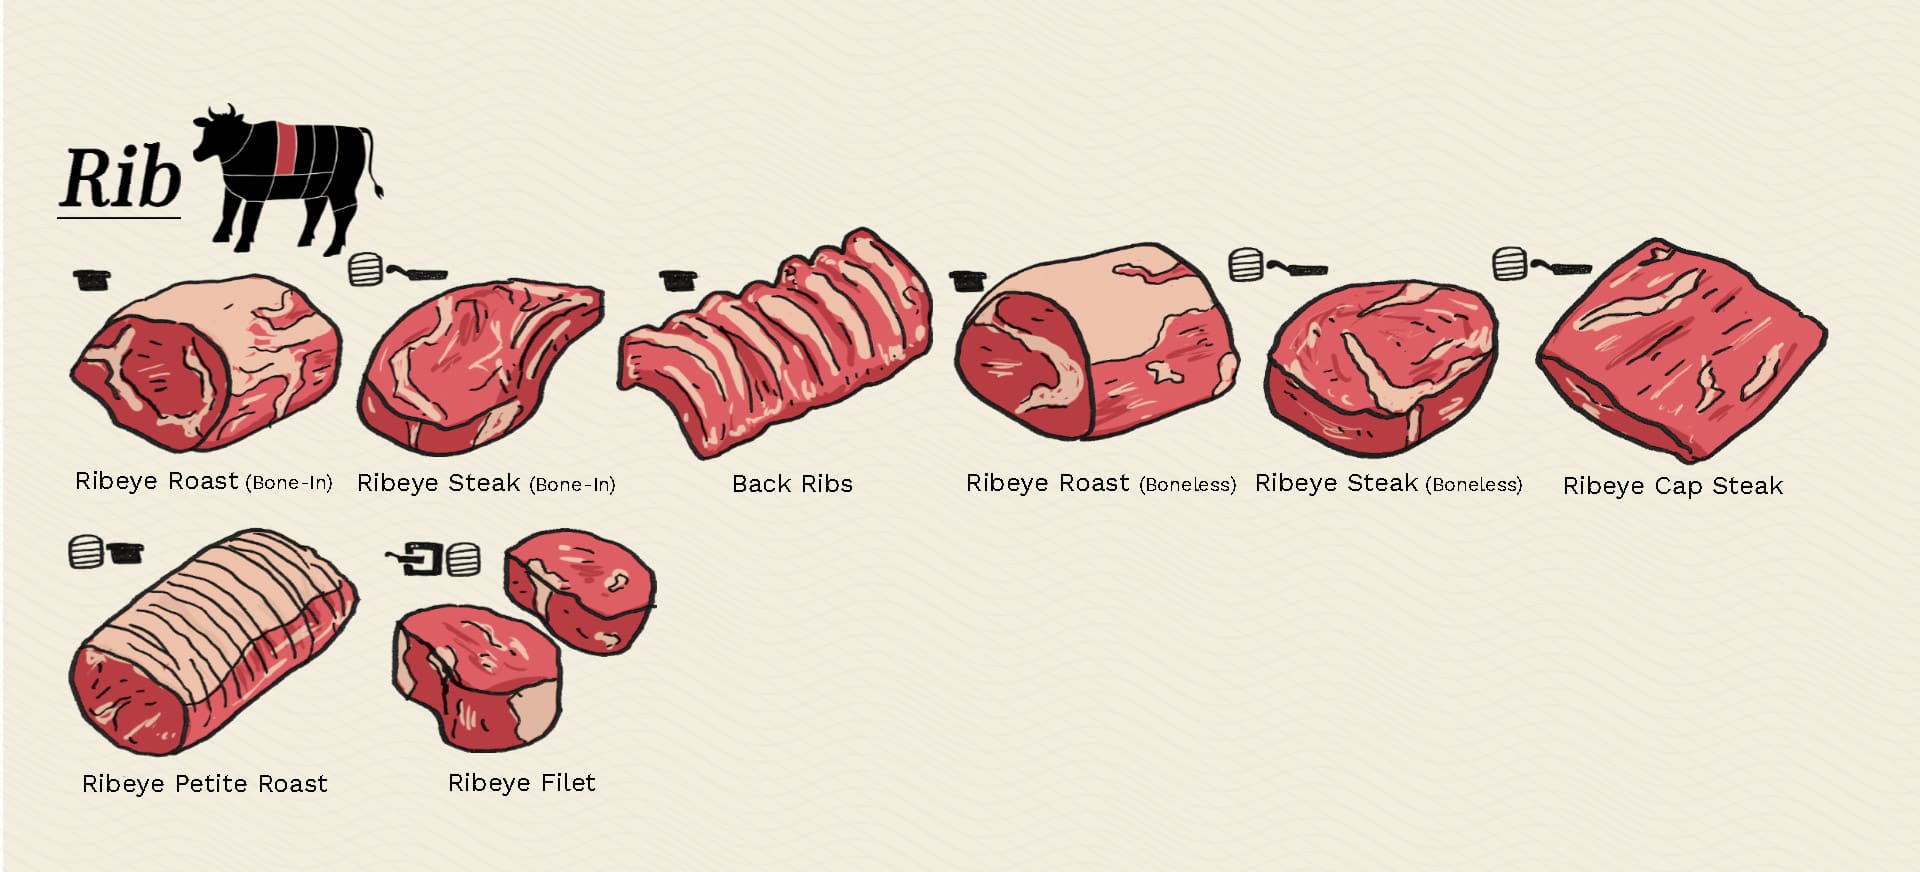 Rib
Ribeye Roast (Bone-In)
Ribeye Steak (Bone-In)
Back Ribs
Ribeye Roast (Boneless)
Ribeye Steak (Boneless)
Ribeye Cap Steak
Ribeye Petite Roast
Ribeye Filet